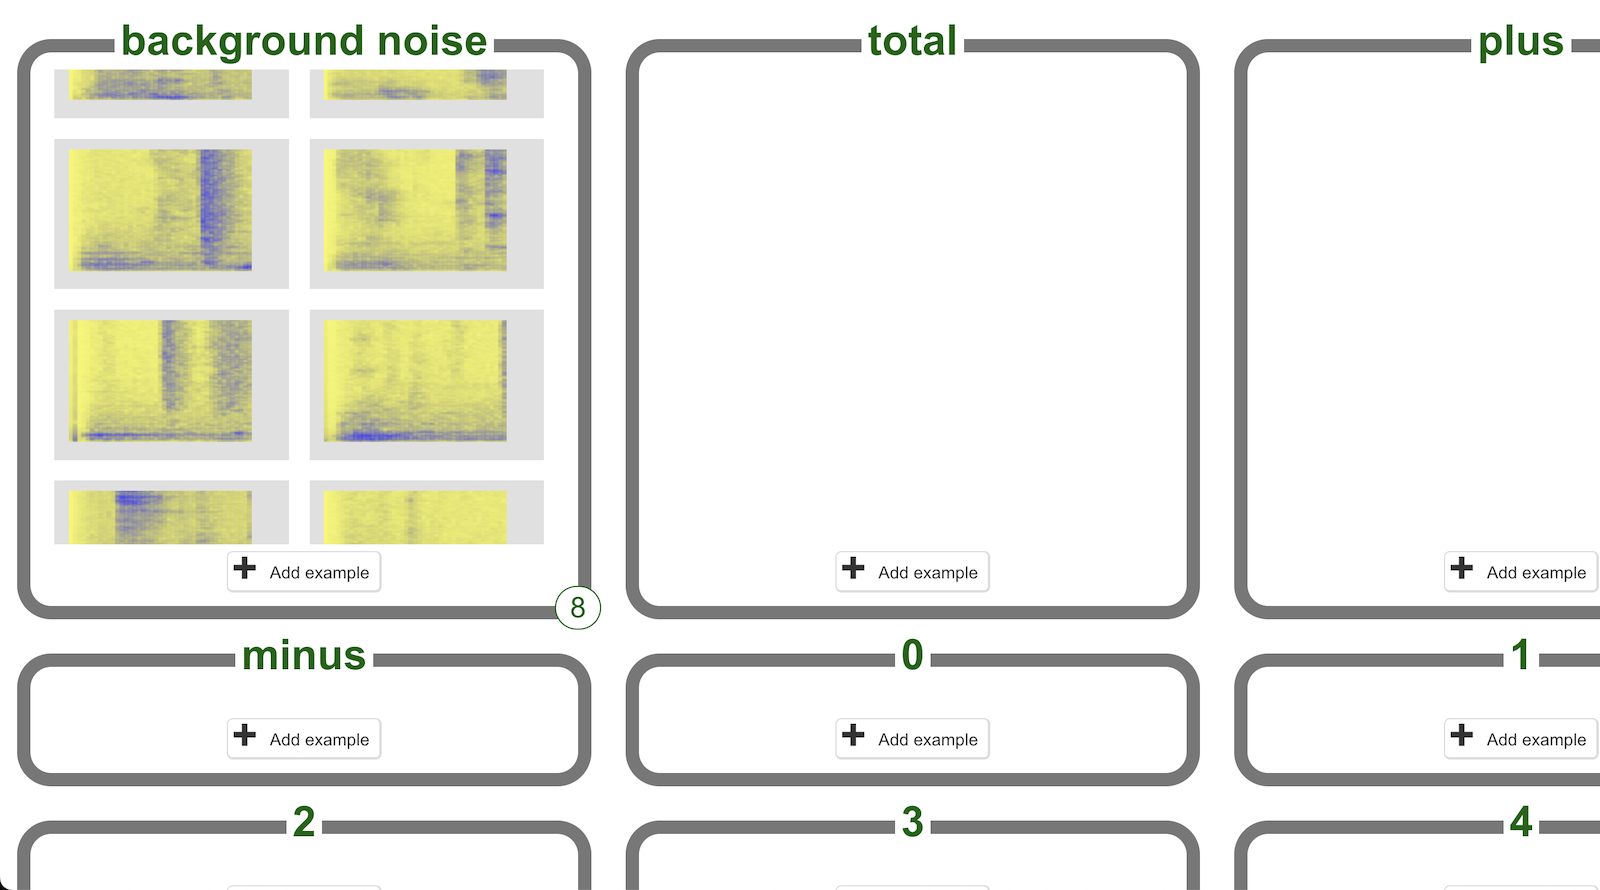 background noise
total
plus
Add example
Add example
Add example
8
minus
0
1
Add example
Add example
Add example
2
3
4